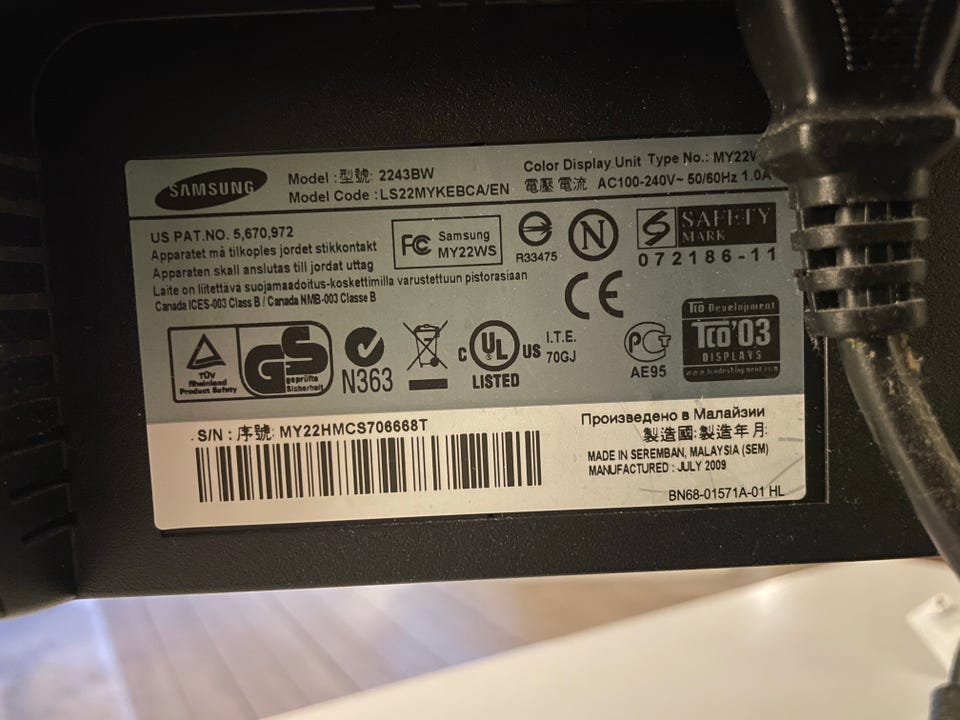 SAMSUNG
Model : 型號: 2243BW
Model Code : LS22MYKEBCA/EN
Color Display Unit Type No.: MY22W
電壓 電流 AC100-240V~ 50/60Hz 1.0A
US PAT.NO. 5,670,972
Apparatet må tilkoples jordet stikkontakt
Apparaten skall anslutas till jordat uttag
Laite on liitettävä suojamaadoitus-koskettimilla varustettuun pistorasiaan
Canada ICES-003 Class B / Canada NMB-003 Classe B
FC Samsung
MY22WS
R33475
N
S SAFETY
MARK
072186-11
CE
TÜV
Rheinland
Product Safety
GS
geprüfte
Sicherheit
N363
c UL US
LISTED
I.T.E.
70GJ
PCT
AE95
TCO Development
TCO'03
DISPLAYS
www.tcodevelopment.com
S/N : 序號: MY22HMCS706668T
Произведено в Малайзии
製造國: 製造年月:
MADE IN SEREMBAN, MALAYSIA (SEM)
MANUFACTURED : JULY 2009
BN68-01571A-01 HL